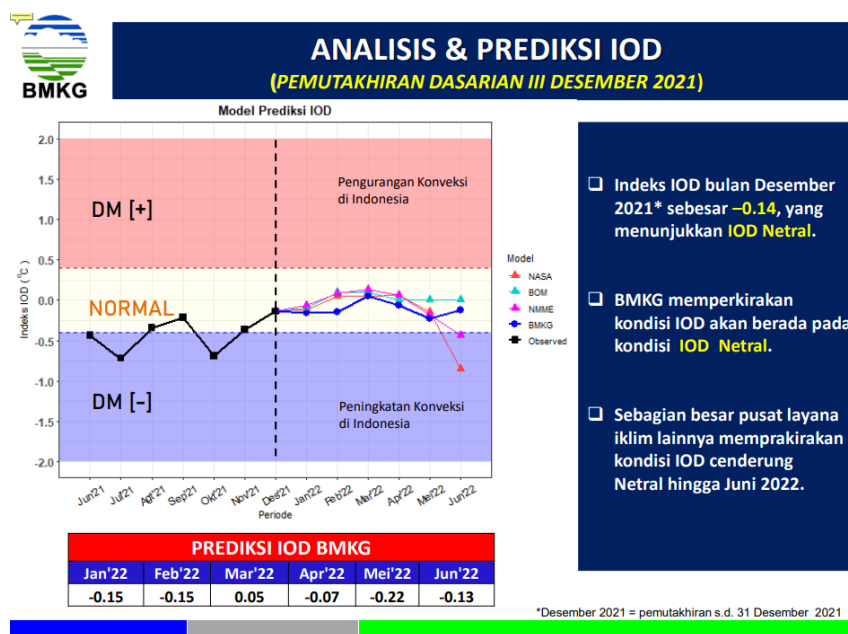 BMKG
ANALISIS & PREDIKSI IOD
(PEMUTAKHIRAN DASARIAN III DESEMBER 2021)
Model Prediksi IOD
Indeks IOD (°C)
2.0
1.5
1.0
0.5
0.0
-0.5
-1.0
-1.5
-2.0
DM [+]
Pengurangan Konveksi
di Indonesia
NORMAL
DM [-]
Peningkatan Konveksi
di Indonesia
Jun'21 Jul'21 Agt'21 Sep'21 Okt'21 Nov'21 Des'21 Jan'22 Feb'22 Mar'22 Apr'22 Mei'22 Jun'22
Periode
Model
NASA
BOM
NMME
BMKG
Observed
Indeks IOD bulan Desember
2021* sebesar –0.14, yang
menunjukkan IOD Netral.
BMKG memperkirakan
kondisi IOD akan berada pada
kondisi IOD Netral.
Sebagian besar pusat layana
iklim lainnya memprakirakan
kondisi IOD cenderung
Netral hingga Juni 2022.
PREDIKSI IOD BMKG
Jan'22 Feb'22 Mar'22 Apr'22 Mei'22 Jun'22
-0.15 -0.15 0.05 -0.07 -0.22 -0.13
*Desember 2021 = pemutakhiran s.d. 31 Desember 2021